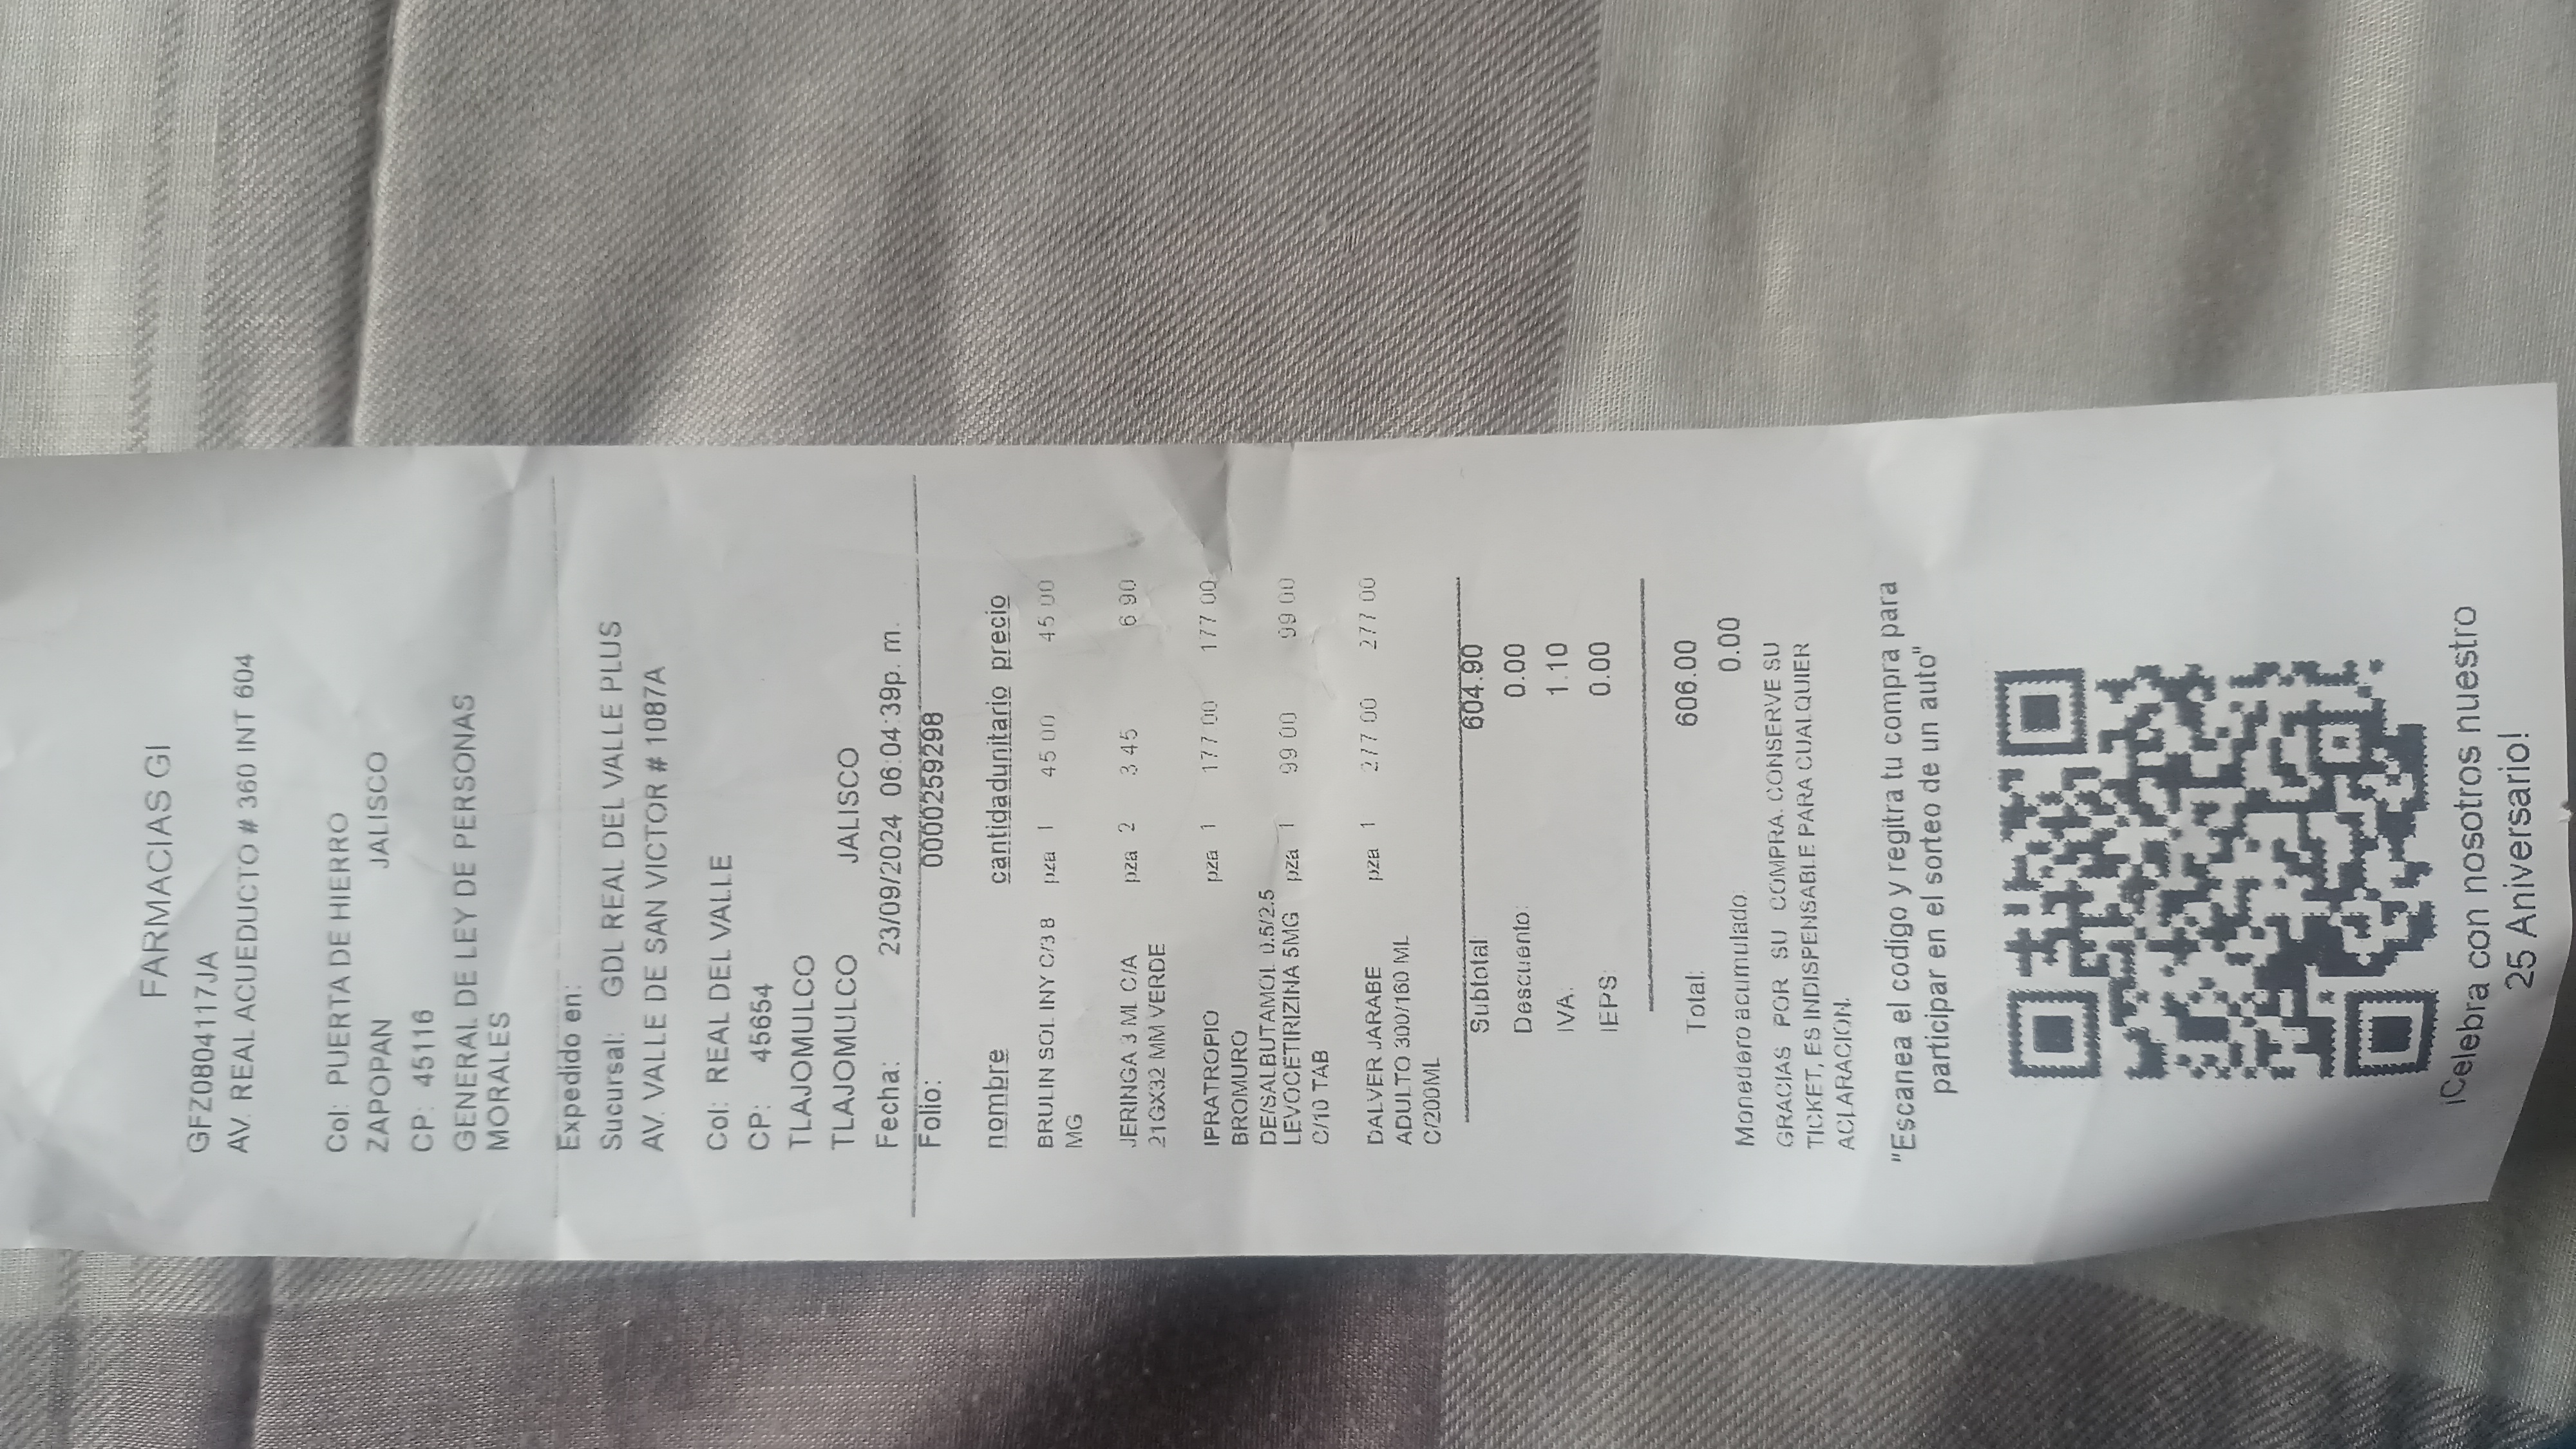 FARMACIAS GI
GFZ0804117JA
AV. REAL ACUEDUCTO # 360 INT 604
Col: PUERTA DE HIERRO
ZAPOPAN JALISCO
CP: 45116
GENERAL DE LEY DE PERSONAS
MORALES
Expedido en:
Sucursal: GDL REAL DEL VALLE PLUS
AV. VALLE DE SAN VICTOR # 1087A
Col: REAL DEL VALLE
CP: 45654
TLAJOMULCO
TLAJOMULCO JALISCO
Fecha: 23/09/2024 06:04:39p. m.
Folio: 0000259298
nombre cantidadunitario precio
BRULIN SOL INY C/3 8 pza 1 45 00 45 00
MG
JERINGA 3 ML C/A pza 2 3 45 6 90
21GX32 MM VERDE
IPRATROPIO pza 1 177 00 177 00
BROMURO
DE/SALBUTAMOL 0.5/2.5
LEVOCETIRIZINA 5MG pza 1 99 00 99 00
C/10 TAB
DALVER JARABE pza 1 277 00 277 00
ADULTO 300/160 ML
C/200ML
Subtotal 604.90
Descuento: 0.00
IVA: 1.10
IEPS: 0.00
Total: 606.00
Monedero acumulado: 0.00
GRACIAS POR SU COMPRA. CONSERVE SU
TICKET, ES INDISPENSABLE PARA CUALQUIER
ACLARACION.
"Escanea el codigo y regitra tu compra para
participar en el sorteo de un auto"
¡Celebra con nosotros nuestro
25 Aniversario!